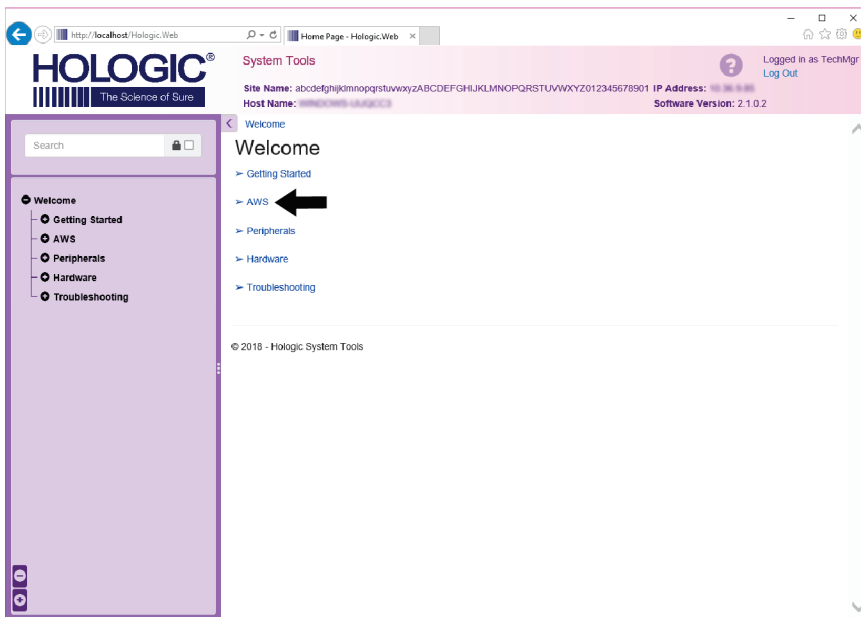 http://localhost/Hologic.Web
Home Page - Hologic.Web
HOLOGIC®
The Science of Sure
System Tools
Logged in as TechMgr
Log Out
Site Name: abcdefghijklmnopqrstuvwxyzABCDEFGHIJKLMNOPQRSTUVWXYZ012345678901 IP Address:
Host Name:
Software Version: 2.1.0.2
Search
Welcome
Getting Started
AWS
Peripherals
Hardware
Troubleshooting
Welcome
Welcome
➢ Getting Started
➢ AWS
➢ Peripherals
➢ Hardware
➢ Troubleshooting
© 2018 - Hologic System Tools